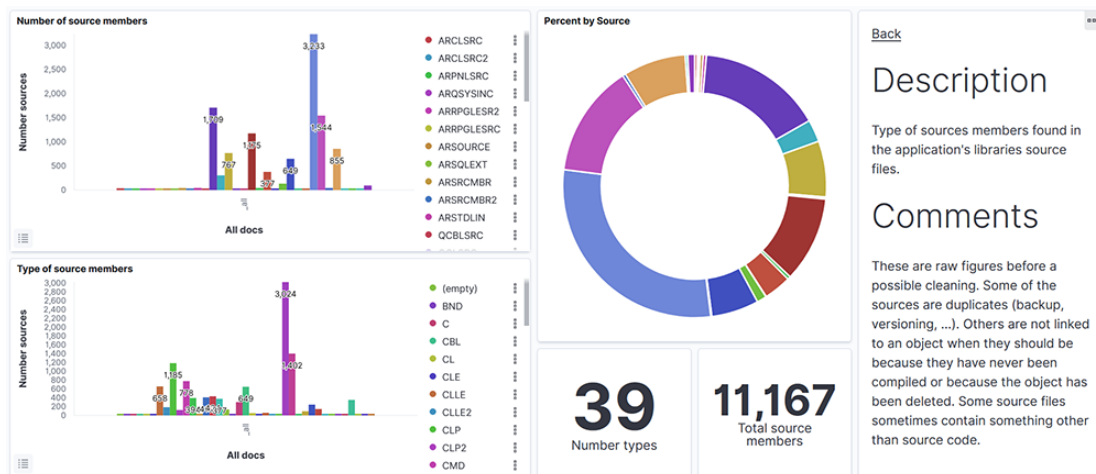 Number of source members
3,000
2,500
2,000
1,500
1,000
500
0
Number sources
1,709
767
377
649
3,233
1,544
855
_all
All docs
ARCLSRC
ARCLSRC2
ARPNLSRC
ARQSYSINC
ARRPGLESR2
ARRPGLESRC
ARSOURCE
ARSQLEXT
ARSRCMBR
ARSRCMBR2
ARSTDLIN
QCBLSRC
Type of source members
3,000
2,800
2,600
2,400
2,200
2,000
1,800
1,600
1,400
1,200
1,000
800
600
400
200
0
Number sources
658
1,185
778
649
3,024
1,402
_all
All docs
(empty)
BND
C
CBL
CL
CLE
CLLE
CLLE2
CLP
CLP2
CMD
Percent by Source
39
Number types
11,167
Total source
members
Back
Description
Type of sources members found in
the application's libraries source
files.
Comments
These are raw figures before a
possible cleaning. Some of the
sources are duplicates (backup,
versioning, ...). Others are not linked
to an object when they should be
because they have never been
compiled or because the object has
been deleted. Some source files
sometimes contain something other
than source code.